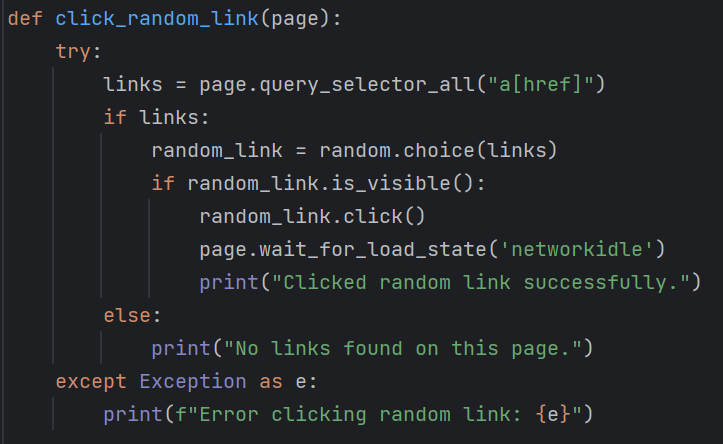 def click_random_link(page):
    try:
        links = page.query_selector_all("a[href]")
        if links:
            random_link = random.choice(links)
            if random_link.is_visible():
                random_link.click()
                page.wait_for_load_state('networkidle')
                print("Clicked random link successfully.")
        else:
            print("No links found on this page.")
    except Exception as e:
        print(f"Error clicking random link: {e}")